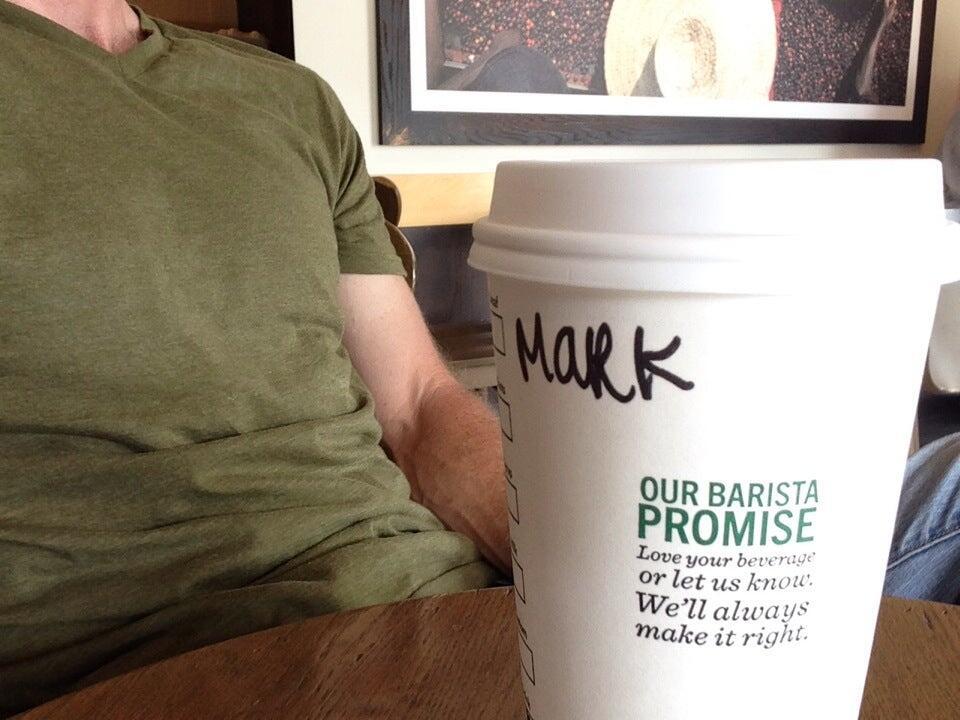 MARK
OUR BARISTA
PROMISE
Love your beverage
or let us know.
We'll always
make it right.